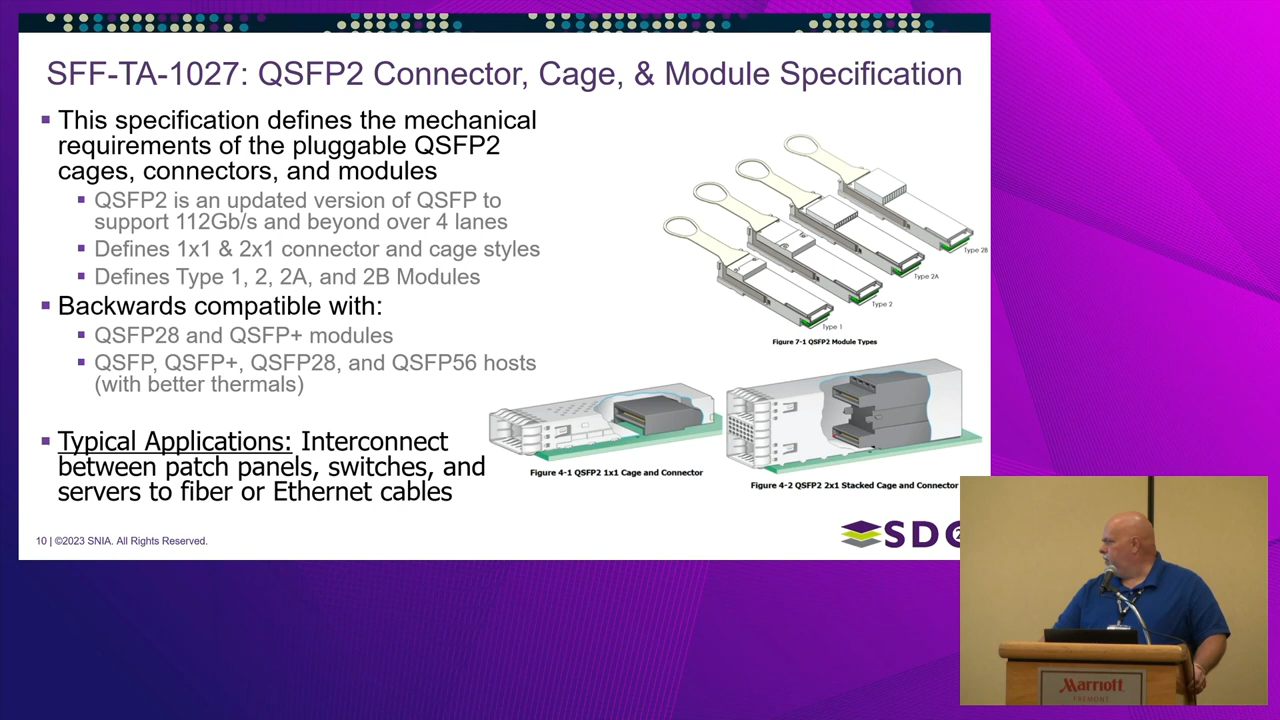 SFF-TA-1027: QSFP2 Connector, Cage, & Module Specification
This specification defines the mechanical
requirements of the pluggable QSFP2
cages, connectors, and modules
QSFP2 is an updated version of QSFP to
support 112Gb/s and beyond over 4 lanes
Defines 1x1 & 2x1 connector and cage styles
Defines Type 1, 2, 2A, and 2B Modules
Backwards compatible with:
QSFP28 and QSFP+ modules
QSFP, QSFP+, QSFP28, and QSFP56 hosts
(with better thermals)
Typical Applications: Interconnect
between patch panels, switches, and
servers to fiber or Ethernet cables
Type 2B
Type 2A
Type 2
Type 1
Figure 7-1 QSFP2 Module Types
Figure 4-1 QSFP2 1x1 Cage and Connector
Figure 4-2 QSFP2 2x1 Stacked Cage and Connector
10 | ©2023 SNIA. All Rights Reserved.
SDC
Marriott
FREMONT